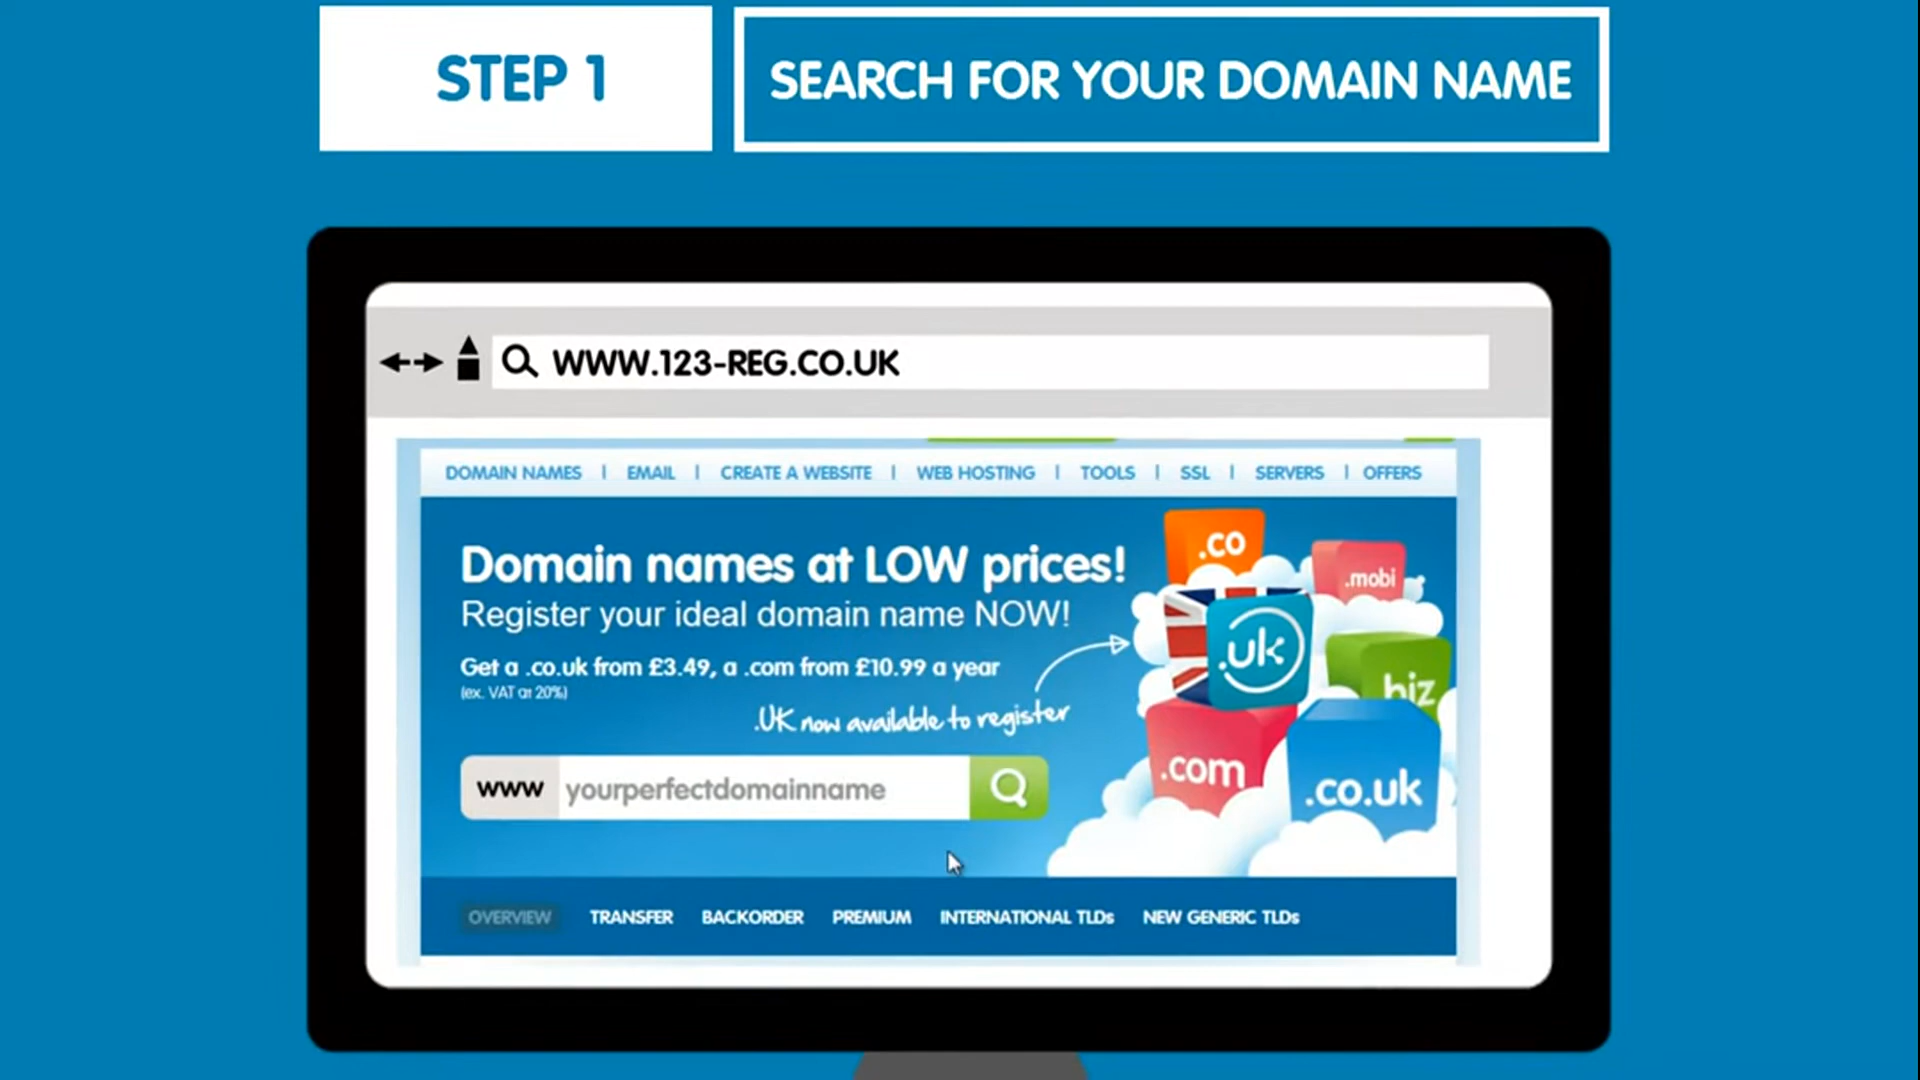 STEP 1
SEARCH FOR YOUR DOMAIN NAME
WWW.123-REG.CO.UK
DOMAIN NAMES | EMAIL | CREATE A WEBSITE | WEB HOSTING | TOOLS | SSL | SERVERS | OFFERS
Domain names at LOW prices!
Register your ideal domain name NOW!
Get a .co.uk from £3.49, a .com from £10.99 a year
(ex. VAT at 20%)
.UK now available to register
www yourperfectdomainname
.co
.mobi
.uk
biz
.com
.co.uk
OVERVIEW TRANSFER BACKORDER PREMIUM INTERNATIONAL TLDs NEW GENERIC TLDs